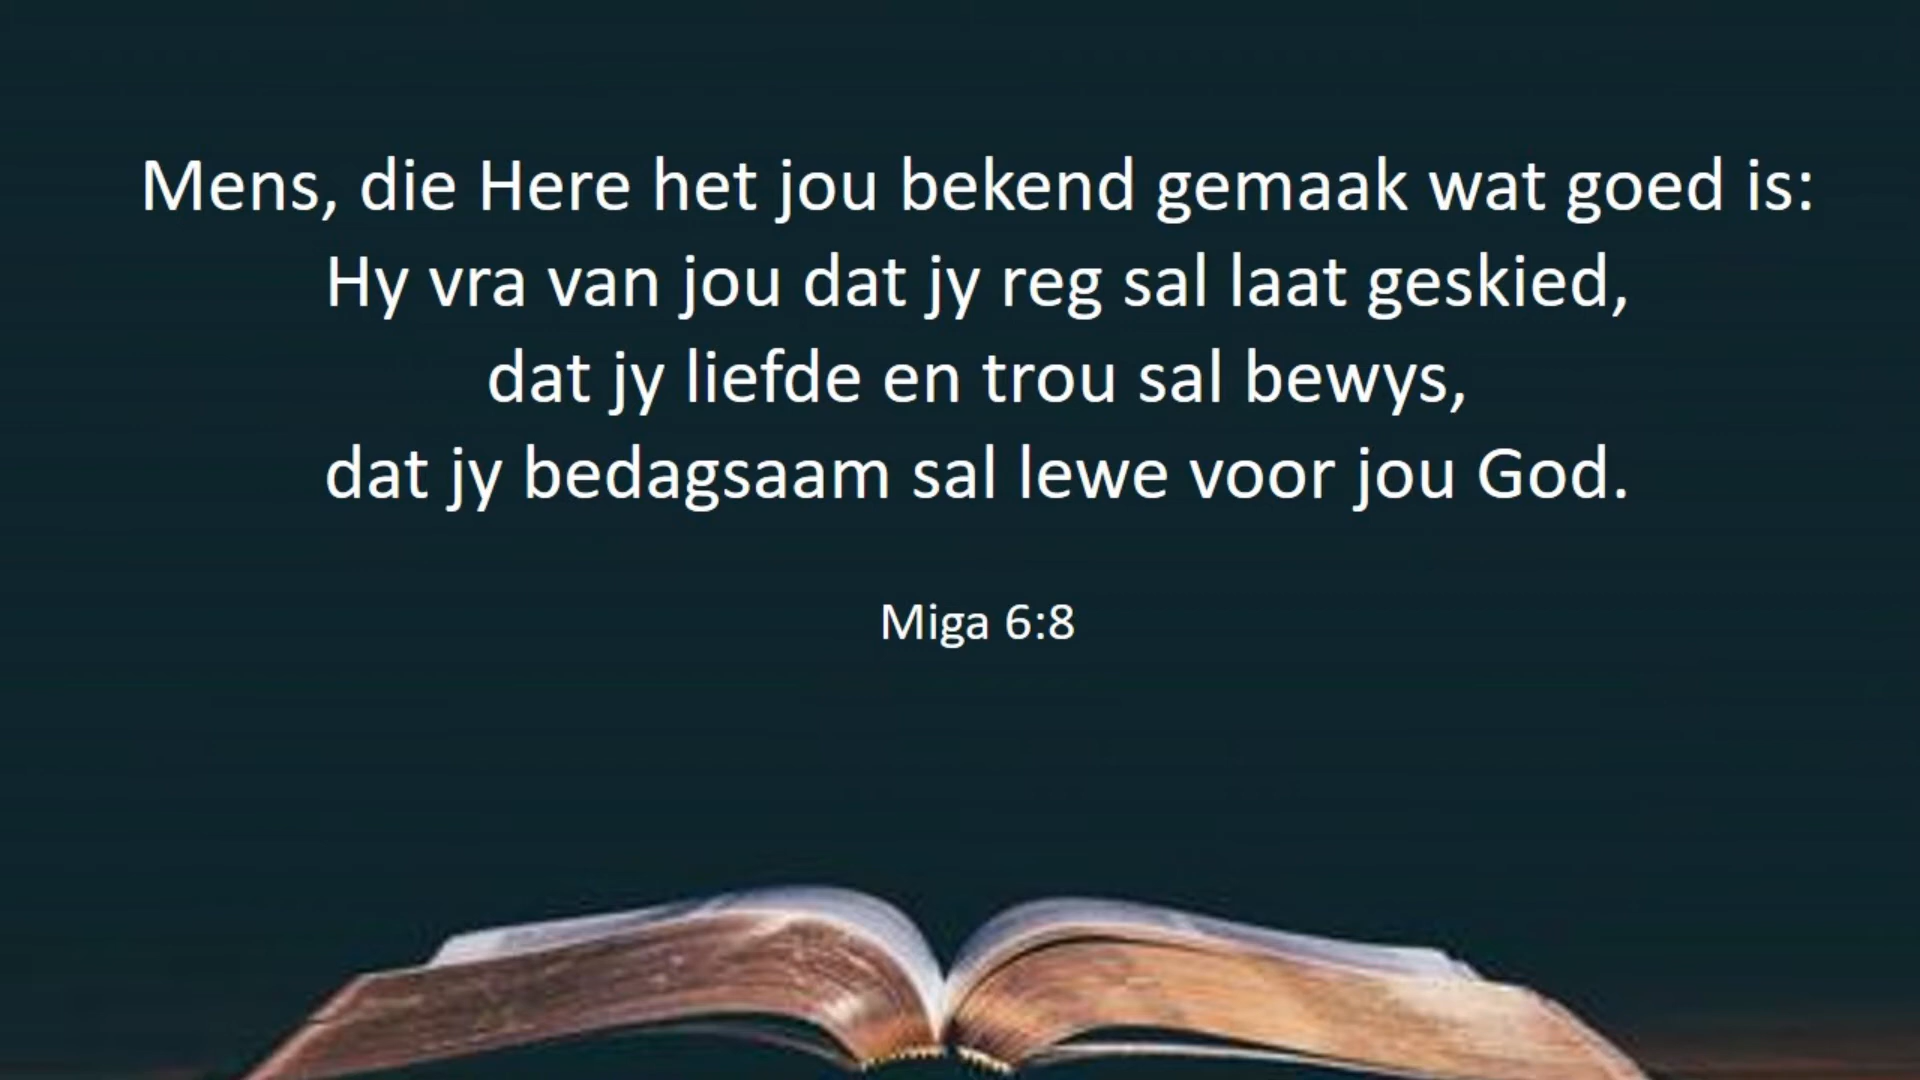 Mens, die Here het jou bekend gemaak wat goed is:
Hy vra van jou dat jy reg sal laat geskied,
dat jy liefde en trou sal bewys,
dat jy bedagsaam sal lewe voor jou God.
Miga 6:8